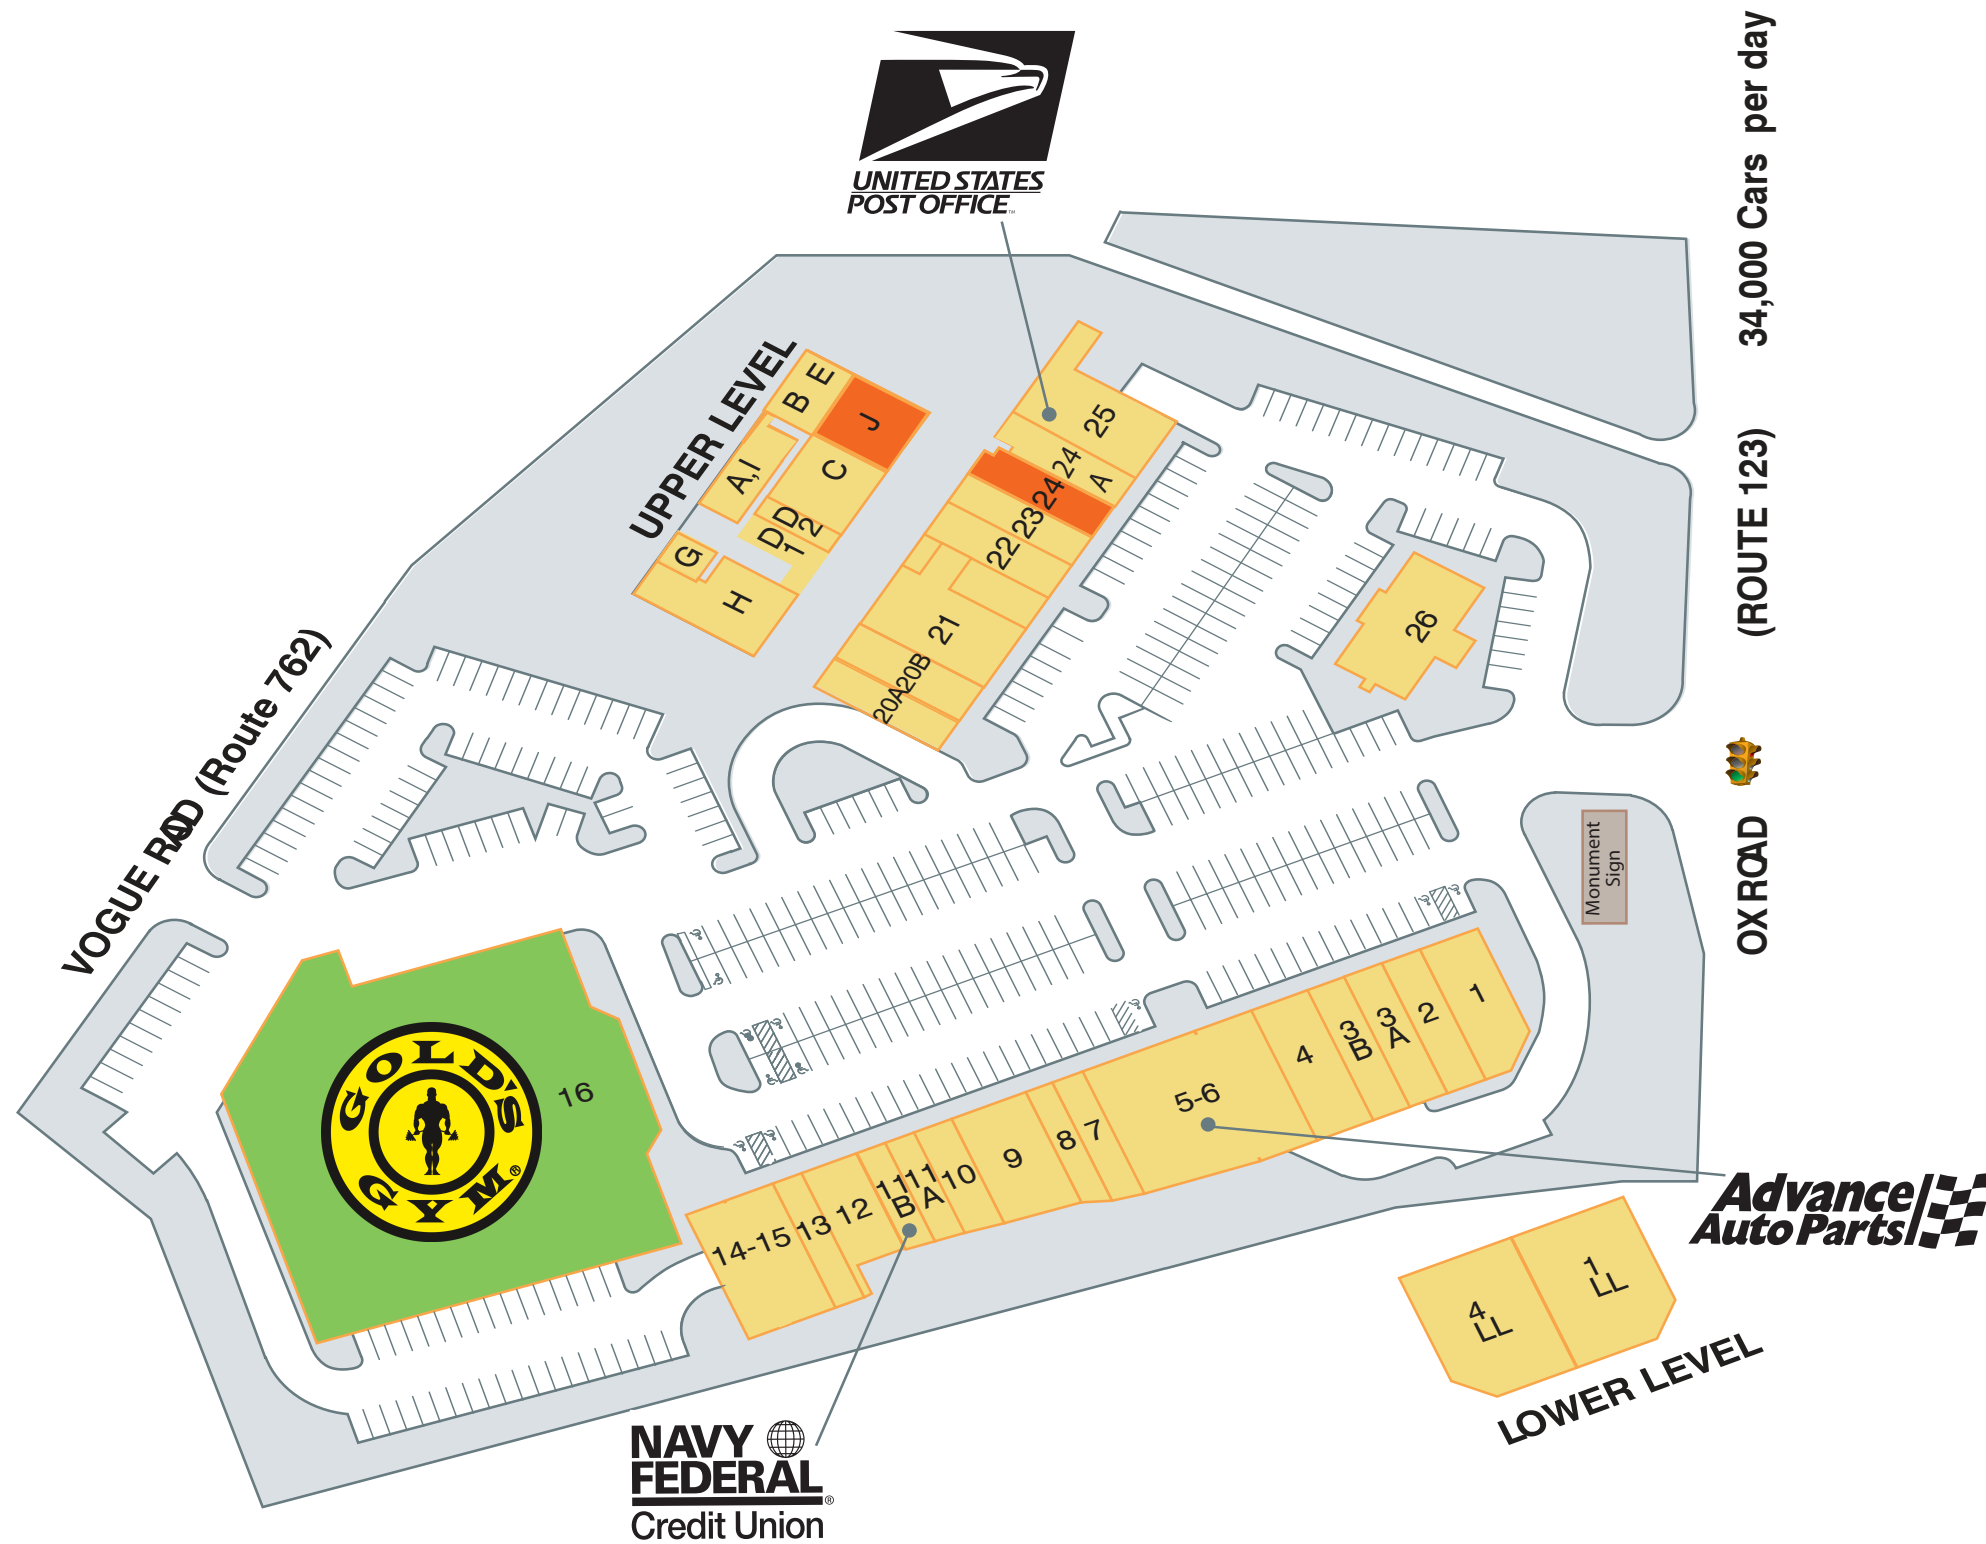 UNITED STATES
POST OFFICE™
34,000 Cars per day
(ROUTE 123)
OX ROAD
UPPER LEVEL
E
B
J
A,I
C
D
2
D
1
G
H
25
24
A
24
23
22
21
20B
20A
26
VOGUE ROAD (Route 762)
Monument
Sign
GOLD'S
GYM®
16
1
2
3
A
3
B
4
5-6
7
8
9
10
11
A
11
B
12
13
14-15
Advance
Auto Parts
1
LL
4
LL
LOWER LEVEL
NAVY
FEDERAL®
Credit Union